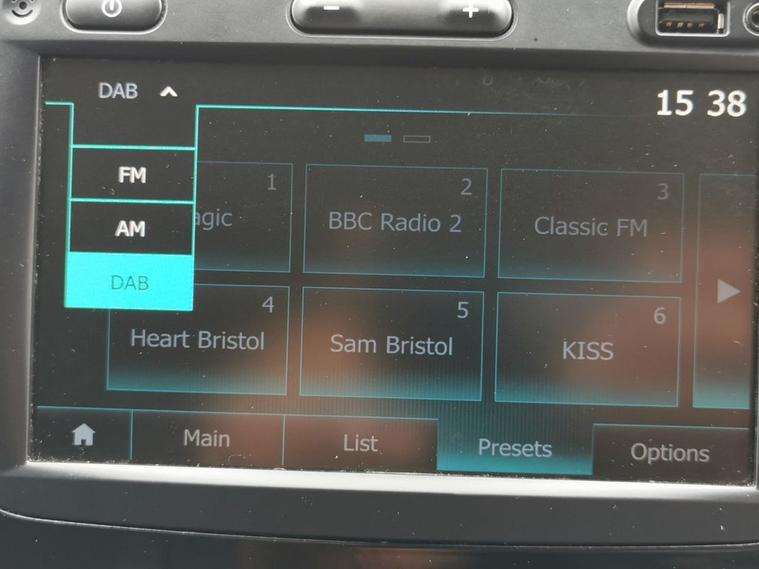 DAB
15 38
FM
AM
DAB
agic 1
BBC Radio 2 2
Classic FM 3
Heart Bristol 4
Sam Bristol 5
KISS 6
Main
List
Presets
Options